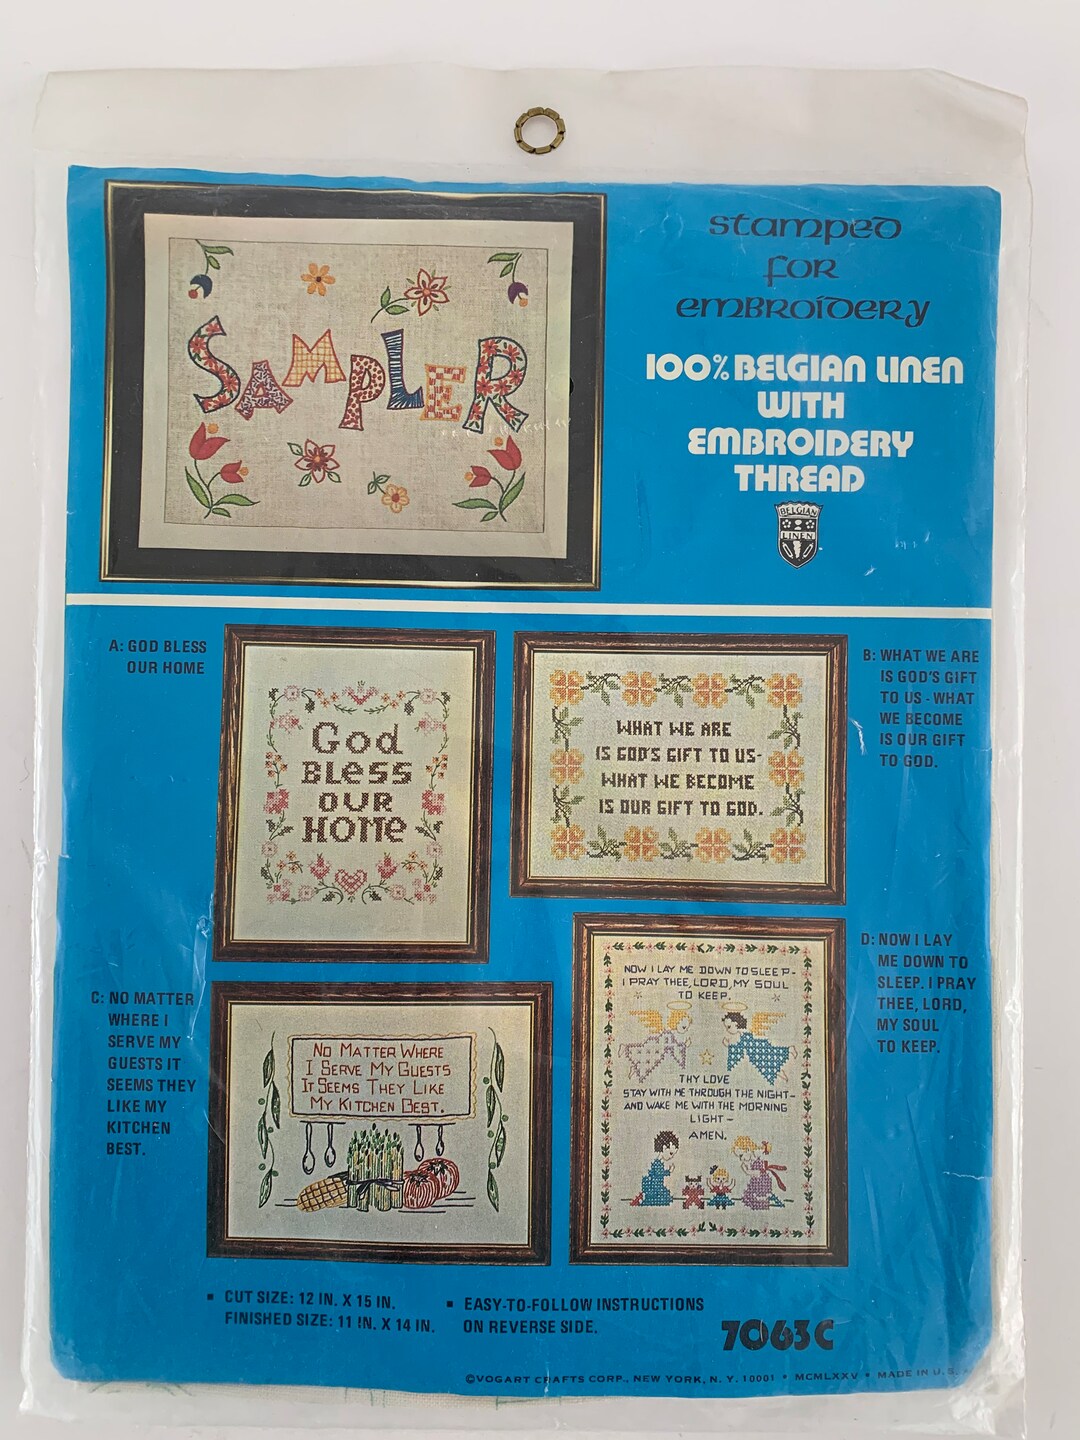 stamped
for
embroidery
100% BELGIAN LINEN
WITH
EMBROIDERY
THREAD
BELGIAN
LINEN
SAMPLER
A: GOD BLESS
OUR HOME
God
BLess
OUR
HOMe
WHAT WE ARE
IS GOD'S GIFT TO US-
WHAT WE BECOME
IS OUR GIFT TO GOD.
B: WHAT WE ARE
IS GOD'S GIFT
TO US - WHAT
WE BECOME
IS OUR GIFT
TO GOD.
C: NO MATTER
WHERE I
SERVE MY
GUESTS IT
SEEMS THEY
LIKE MY
KITCHEN
BEST.
NO MATTER WHERE
I SERVE MY GUESTS
IT SEEMS THEY LIKE
MY KITCHEN BEST.
NOW I LAY ME DOWN TO SLEEP-
I PRAY THEE, LORD, MY SOUL
TO KEEP.
THY LOVE
STAY WITH ME THROUGH THE NIGHT-
AND WAKE ME WITH THE MORNING
LIGHT-
AMEN.
D: NOW I LAY
ME DOWN TO
SLEEP. I PRAY
THEE, LORD,
MY SOUL
TO KEEP.
▪ CUT SIZE: 12 IN. X 15 IN.
FINISHED SIZE: 11 IN. X 14 IN.
▪ EASY-TO-FOLLOW INSTRUCTIONS
ON REVERSE SIDE.
7063C
©VOGART CRAFTS CORP., NEW YORK, N. Y. 10001 • MCMLXXV • MADE IN U.S.